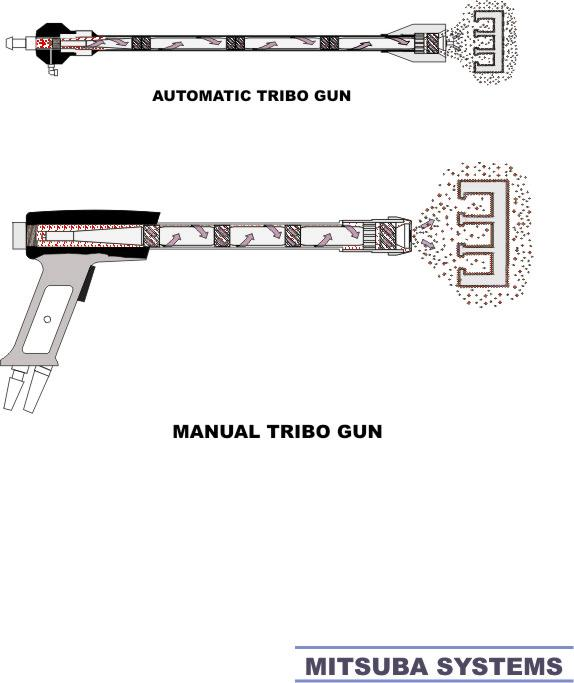 AUTOMATIC TRIBO GUN
MANUAL TRIBO GUN
MITSUBA SYSTEMS